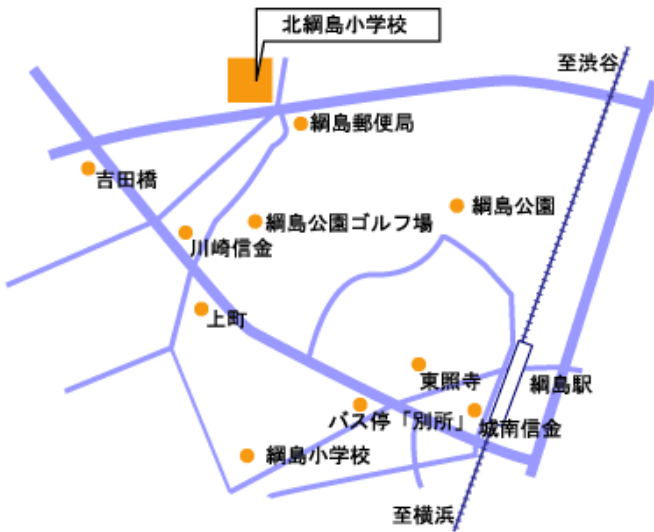 北綱島小学校
至渋谷
綱島郵便局
吉田橋
綱島公園
綱島公園ゴルフ場
川崎信金
上町
東照寺
綱島駅
バス停「別所」
城南信金
綱島小学校
至横浜